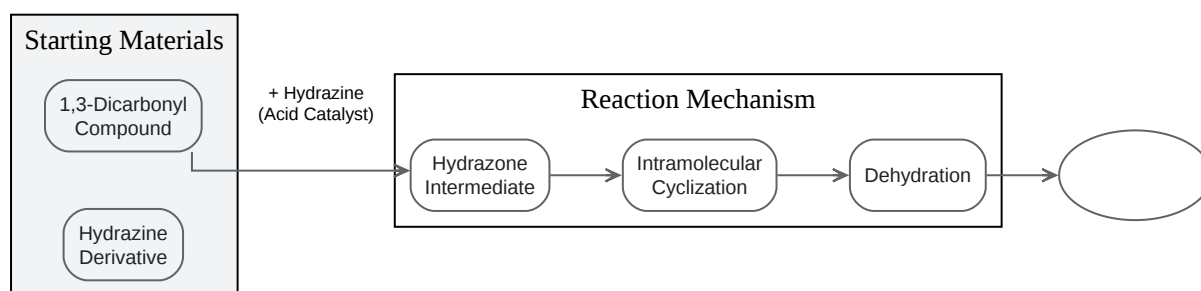 Starting Materials
1,3-Dicarbonyl
Compound
Hydrazine
Derivative
+ Hydrazine
(Acid Catalyst)
Reaction Mechanism
Hydrazone
Intermediate
Intramolecular
Cyclization
Dehydration